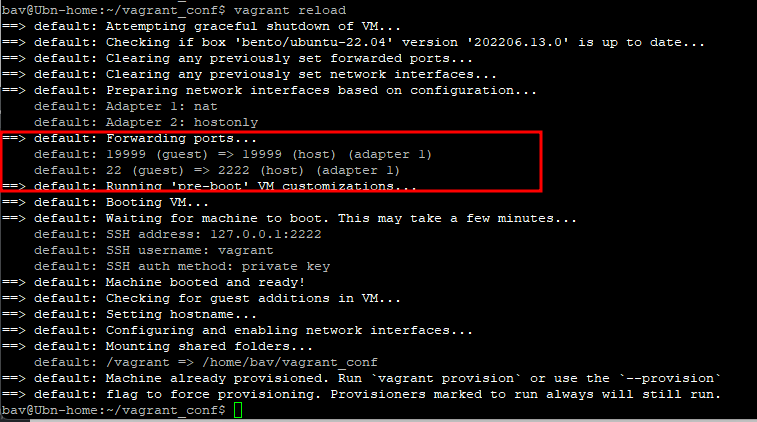 bav@Ubn-home:~/vagrant_conf$ vagrant reload
==> default: Attempting graceful shutdown of VM...
==> default: Checking if box 'bento/ubuntu-22.04' version '202206.13.0' is up to date...
==> default: Clearing any previously set forwarded ports...
==> default: Clearing any previously set network interfaces...
==> default: Preparing network interfaces based on configuration...
    default: Adapter 1: nat
    default: Adapter 2: hostonly
==> default: Forwarding ports...
    default: 19999 (guest) => 19999 (host) (adapter 1)
    default: 22 (guest) => 2222 (host) (adapter 1)
==> default: Running 'pre-boot' VM customizations...
==> default: Booting VM...
==> default: Waiting for machine to boot. This may take a few minutes...
    default: SSH address: 127.0.0.1:2222
    default: SSH username: vagrant
    default: SSH auth method: private key
==> default: Machine booted and ready!
==> default: Checking for guest additions in VM...
==> default: Setting hostname...
==> default: Configuring and enabling network interfaces...
==> default: Mounting shared folders...
    default: /vagrant => /home/bav/vagrant_conf
==> default: Machine already provisioned. Run `vagrant provision` or use the `--provision`
==> default: flag to force provisioning. Provisioners marked to run always will still run.
bav@Ubn-home:~/vagrant_conf$